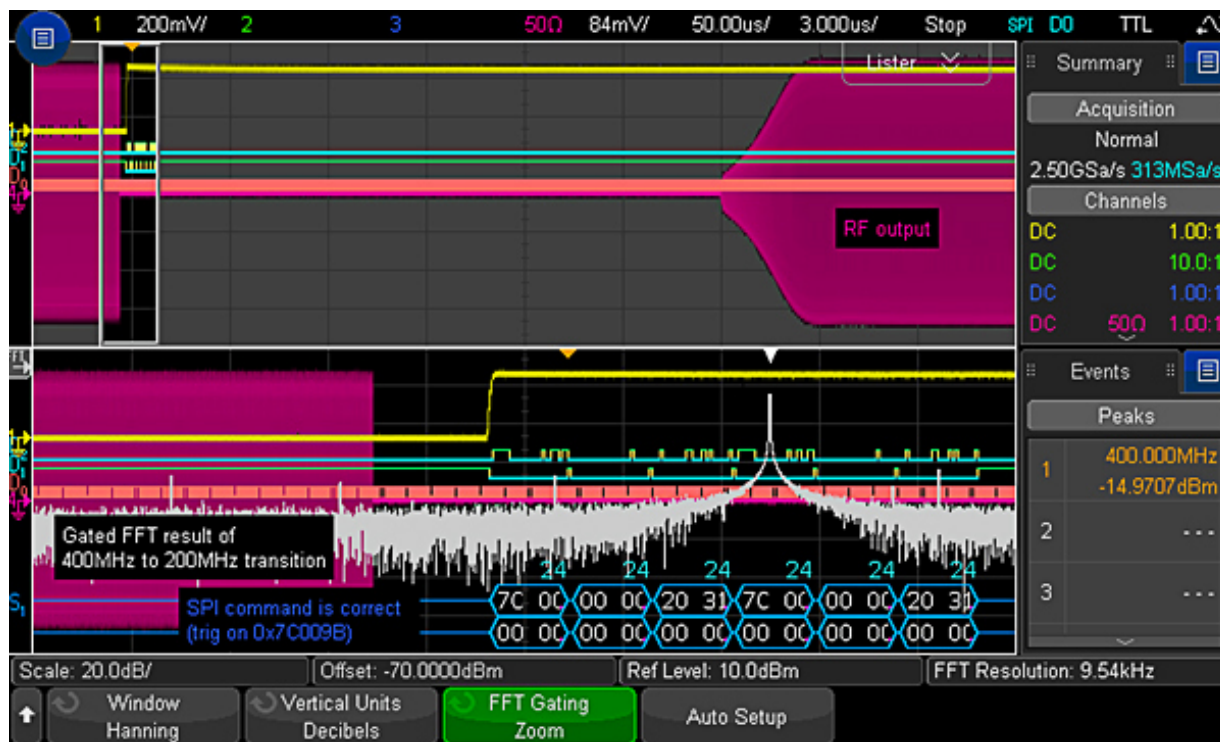 1 200mV/ 2 3 50Ω 84mV/ 50.00us/ 3.000us/ Stop SPI D0 TTL
Lister
Summary
Acquisition
Normal
2.50GSa/s 313MSa/s
Channels
DC 1.00:1
DC 10.0:1
DC 1.00:1
DC 50Ω 1.00:1
RF output
Events
Peaks
1 400.000MHz
-14.9707dBm
2 ---
3 ---
Gated FFT result of
400MHz to 200MHz transition
SPI command is correct
(trig on 0x7C009B)
24 24 24 24 24 24
S1
7C 00 00 00 20 31 7C 00 00 00 20 31
00 00 00 00 00 00 00 00 00 00 00 00
Scale: 20.0dB/ Offset: -70.0000dBm Ref Level: 10.0dBm FFT Resolution: 9.54kHz
Window
Hanning
Vertical Units
Decibels
FFT Gating
Zoom
Auto Setup